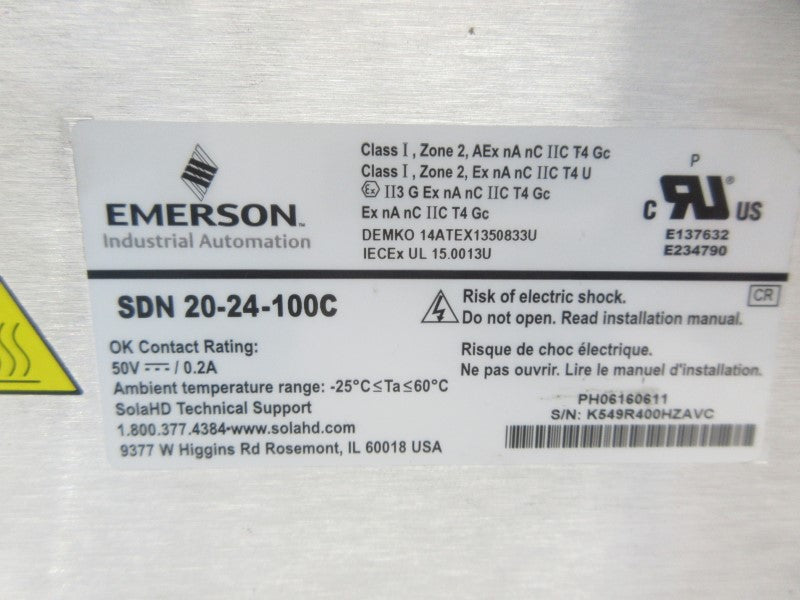 EMERSON™
Industrial Automation
Class I , Zone 2, AEx nA nC IIC T4 Gc
Class I , Zone 2, Ex nA nC IIC T4 U
Ex II3 G Ex nA nC IIC T4 Gc
Ex nA nC IIC T4 Gc
DEMKO 14ATEX1350833U
IECEx UL 15.0013U
P
C RU® US
E137632
E234790
SDN 20-24-100C
OK Contact Rating:
50V ⎓ / 0.2A
Ambient temperature range: -25°C≤Ta≤60°C
SolaHD Technical Support
1.800.377.4384•www.solahd.com
9377 W Higgins Rd Rosemont, IL 60018 USA
Risk of electric shock.
Do not open. Read installation manual.
CR
Risque de choc électrique.
Ne pas ouvrir. Lire le manuel d'installation.
PH06160611
S/N: K549R400HZAVC